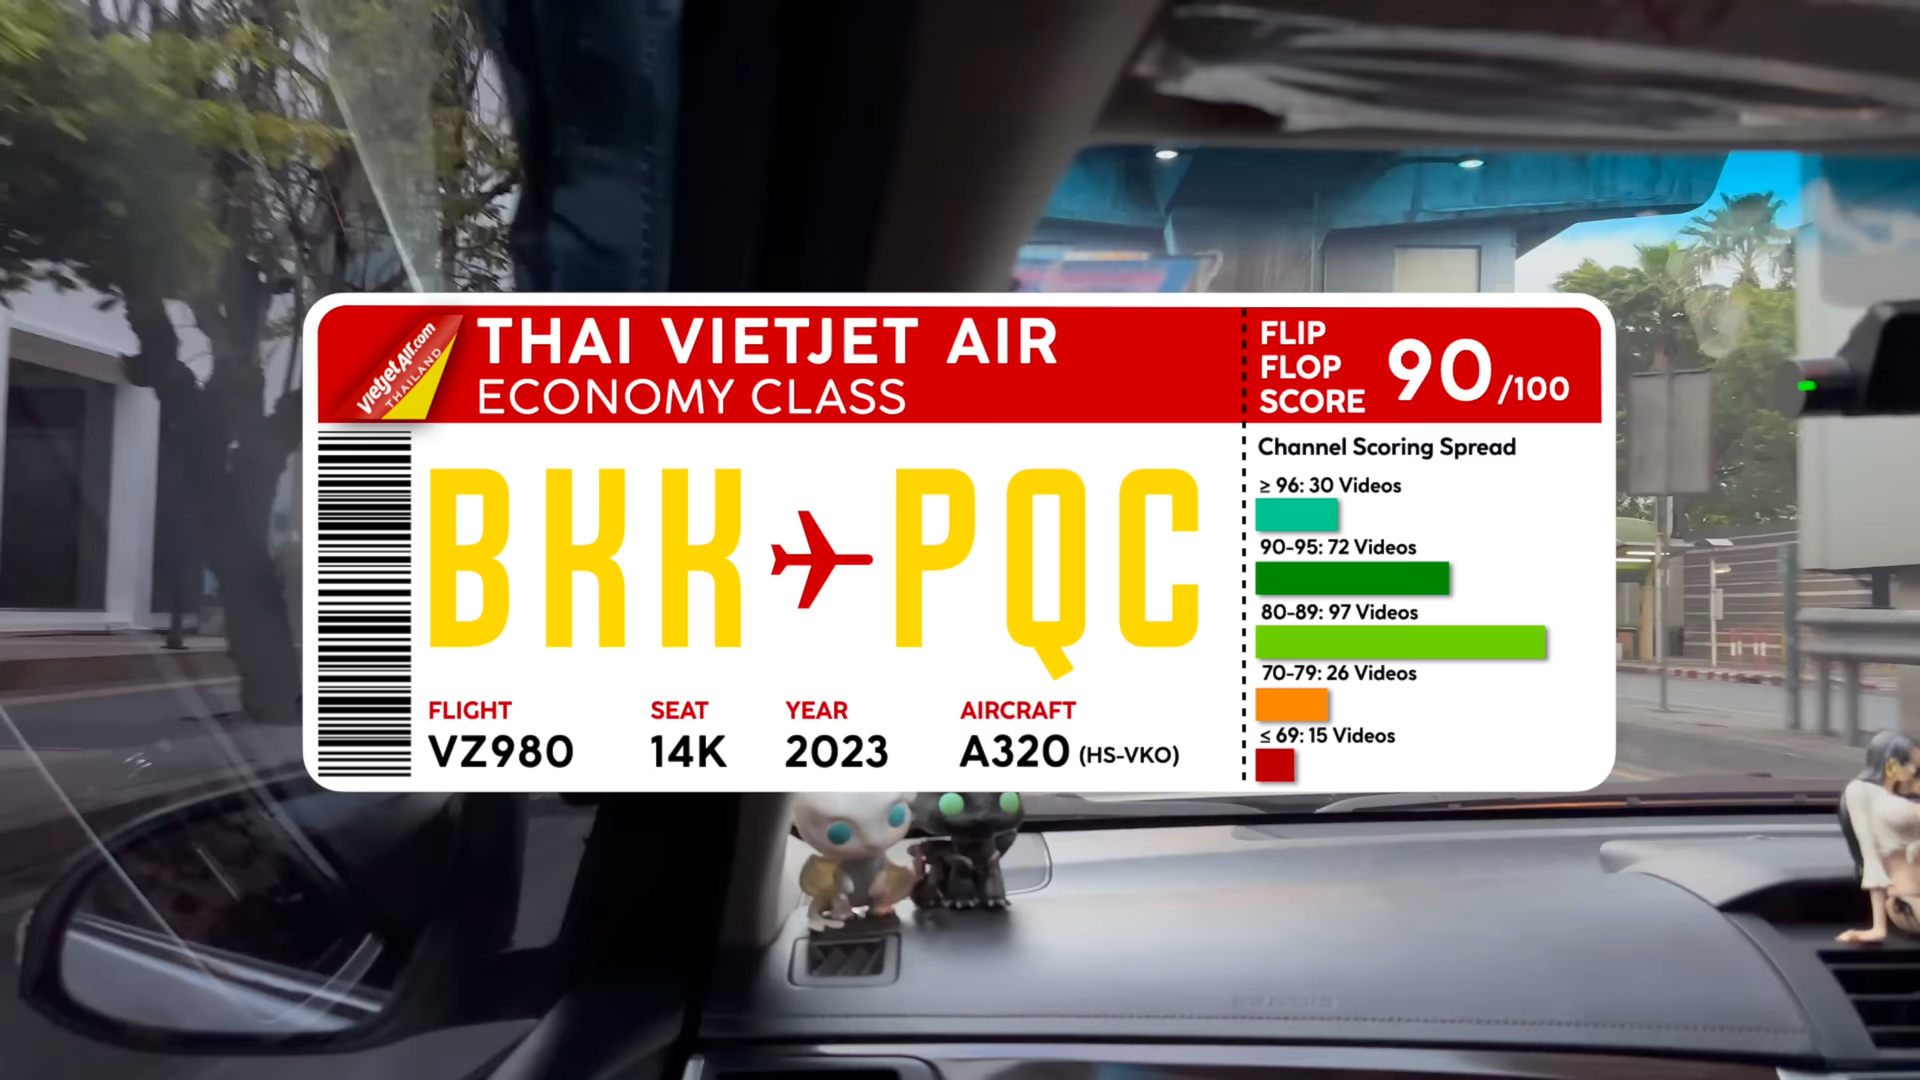 vietjetAir.com
THAILAND
THAI VIETJET AIR
ECONOMY CLASS
BKK PQC
FLIGHT SEAT YEAR AIRCRAFT
VZ980 14K 2023 A320 (HS-VKO)
FLIP
FLOP
SCORE
90/100
Channel Scoring Spread
≥ 96: 30 Videos
90-95: 72 Videos
80-89: 97 Videos
70-79: 26 Videos
≤ 69: 15 Videos